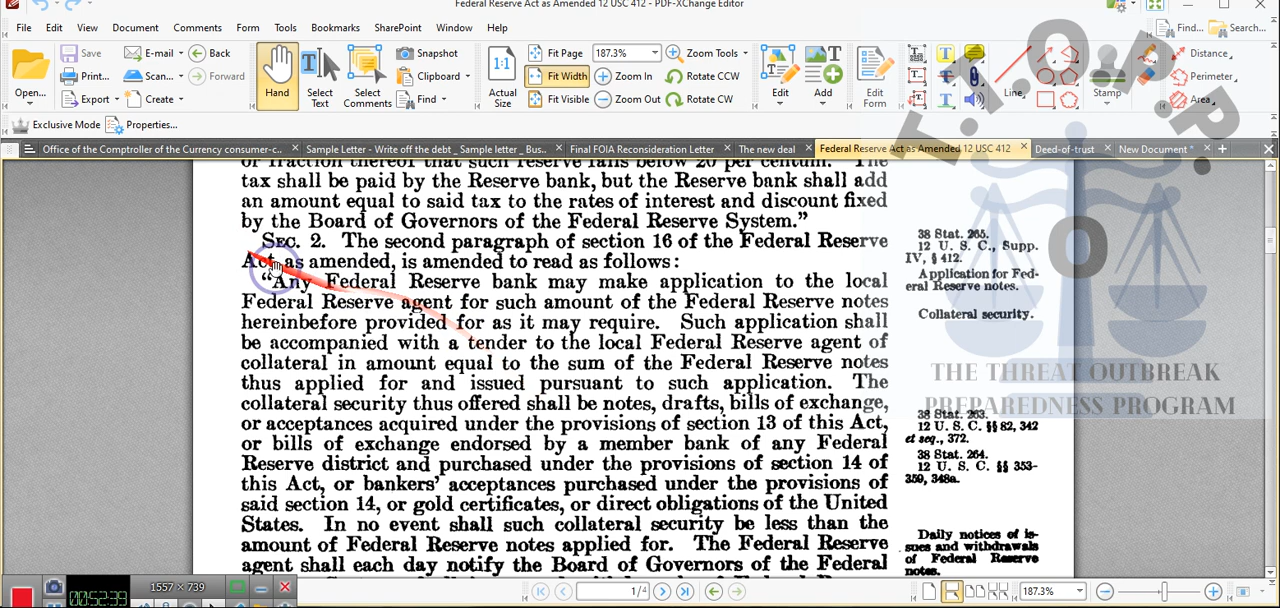 Federal Reserve Act as Amended 12 USC 412 - PDF-XChange Editor
File Edit View Document Comments Form Tools Bookmarks SharePoint Window Help
Find... Search...
Open... Save Print... Export E-mail Scan... Create Back Forward
Hand Select Text Select Comments Snapshot Clipboard Find
Actual Size Fit Page Fit Width Fit Visible 187.3% Zoom In Zoom Out Zoom Tools Rotate CCW Rotate CW
Edit Add Edit Form Line Stamp Distance Perimeter Area
Exclusive Mode Properties...
Office of the Comptroller of the Currency consumer-c..
Sample Letter - Write off the debt _ Sample letter _ Bus..
Final FOIA Reconsideration Letter
The new deal
Federal Reserve Act as Amended 12 USC 412
Deed-of-trust
New Document *
or fraction thereof that such reserve falls below 20 per centum. The
tax shall be paid by the Reserve bank, but the Reserve bank shall add
an amount equal to said tax to the rates of interest and discount fixed
by the Board of Governors of the Federal Reserve System.”
SEC. 2. The second paragraph of section 16 of the Federal Reserve
Act, as amended, is amended to read as follows:
“Any Federal Reserve bank may make application to the local
Federal Reserve agent for such amount of the Federal Reserve notes
hereinbefore provided for as it may require. Such application shall
be accompanied with a tender to the local Federal Reserve agent of
collateral in amount equal to the sum of the Federal Reserve notes
thus applied for and issued pursuant to such application. The
collateral security thus offered shall be notes, drafts, bills of exchange,
or acceptances acquired under the provisions of section 13 of this Act,
or bills of exchange endorsed by a member bank of any Federal
Reserve district and purchased under the provisions of section 14 of
this Act, or bankers’ acceptances purchased under the provisions of
said section 14, or gold certificates, or direct obligations of the United
States. In no event shall such collateral security be less than the
amount of Federal Reserve notes applied for. The Federal Reserve
agent shall each day notify the Board of Governors of the Federal
38 Stat. 265.
12 U. S. C., Supp.
IV, § 412.
Application for Fed-
eral Reserve notes.
Collateral security.
38 Stat. 263.
12 U. S. C. §§ 82, 342
et seq., 372.
38 Stat. 264.
12 U. S. C. §§ 353-
359, 348a.
Daily notices of is-
sues and withdrawals
of Federal Reserve
notes.
T.T.O.P.P.
THE THREAT OUTBREAK
PREPAREDNESS PROGRAM
1557 × 739
00:52:39
1/4
187.3%